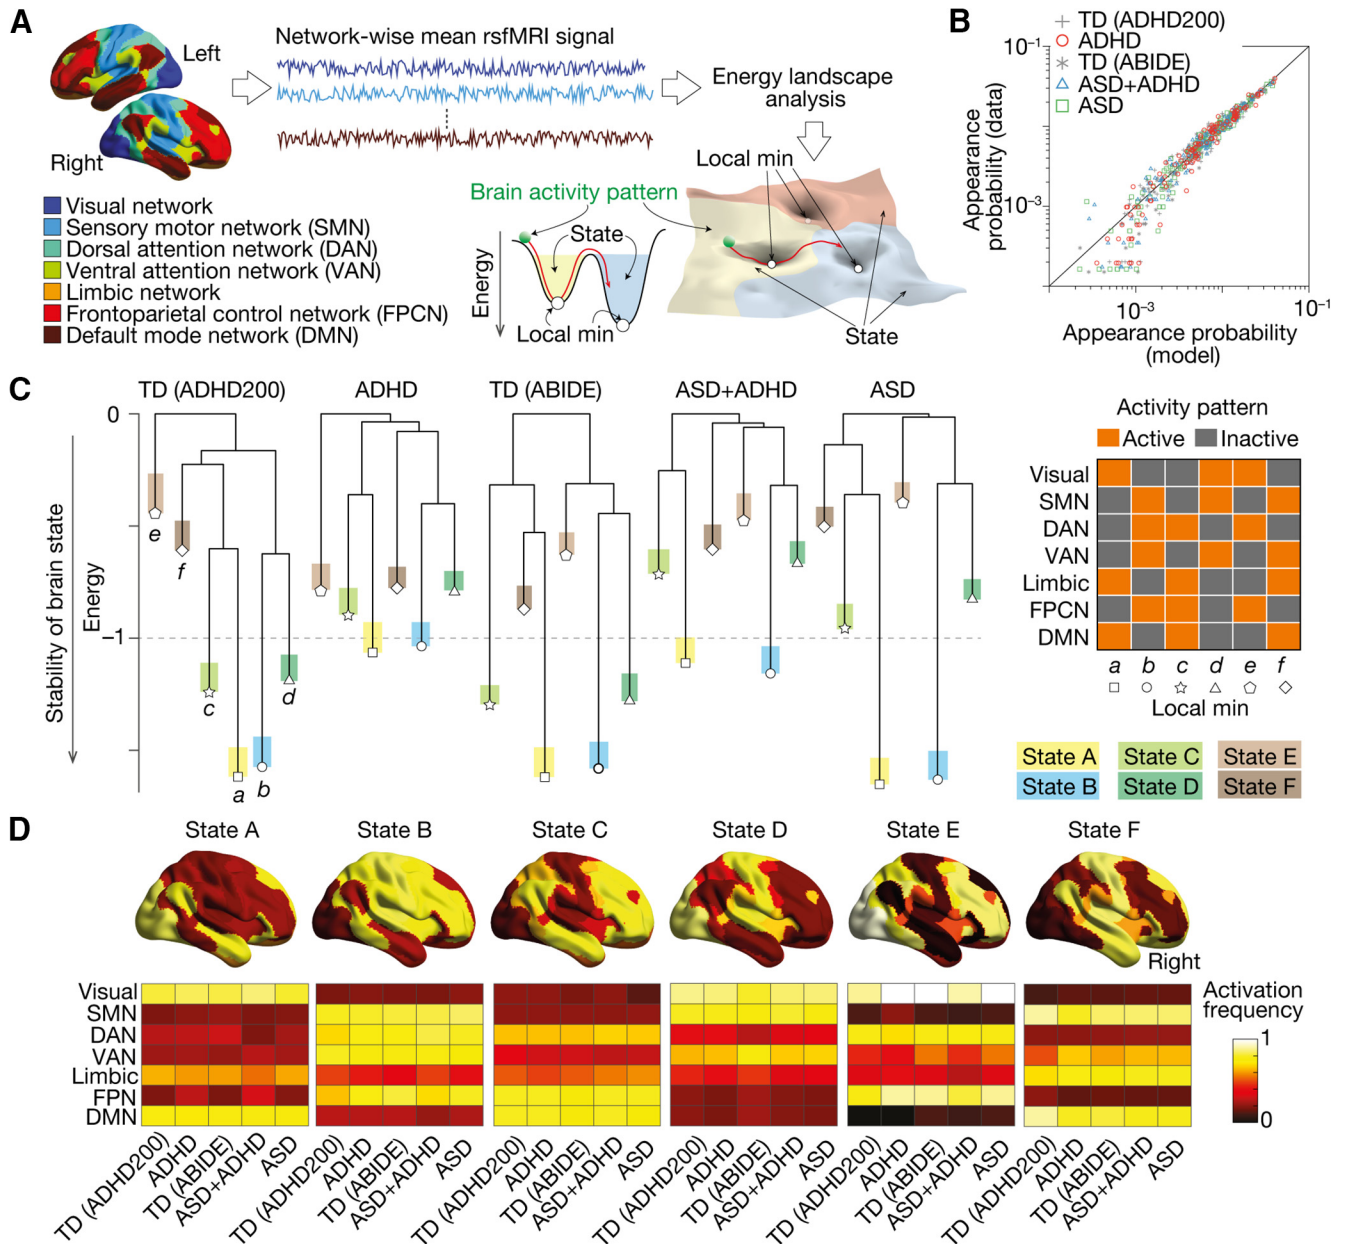 A
Left
Right
Network-wise mean rsfMRI signal
Energy landscape
analysis
Local min
Brain activity pattern
State
Energy
Local min
State
Visual network
Sensory motor network (SMN)
Dorsal attention network (DAN)
Ventral attention network (VAN)
Limbic network
Frontoparietal control network (FPCN)
Default mode network (DMN)
B
TD (ADHD200)
ADHD
TD (ABIDE)
ASD+ADHD
ASD
10⁻¹
10⁻³
Appearance
probability (data)
10⁻³
10⁻¹
Appearance probability
(model)
C
TD (ADHD200)
ADHD
TD (ABIDE)
ASD+ADHD
ASD
0
−1
Stability of brain state
Energy
e
f
c
d
a
b
Activity pattern
Active
Inactive
Visual
SMN
DAN
VAN
Limbic
FPCN
DMN
a b c d e f
Local min
State A State C State E
State B State D State F
D
State A
State B
State C
State D
State E
State F
Right
Visual
SMN
DAN
VAN
Limbic
FPN
DMN
Activation
frequency
1
0
TD (ADHD200)
ADHD
TD (ABIDE)
ASD+ADHD
ASD
TD (ADHD200)
ADHD
TD (ABIDE)
ASD+ADHD
ASD
TD (ADHD200)
ADHD
TD (ABIDE)
ASD+ADHD
ASD
TD (ADHD200)
ADHD
TD (ABIDE)
ASD+ADHD
ASD
TD (ADHD200)
ADHD
TD (ABIDE)
ASD+ADHD
ASD
TD (ADHD200)
ADHD
TD (ABIDE)
ASD+ADHD
ASD